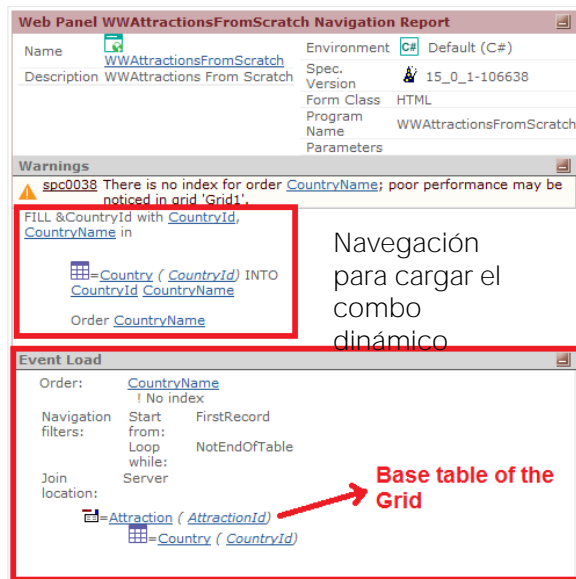 Web Panel WWAttractionsFromScratch Navigation Report
Name WWAttractionsFromScratch
Description WWAttractions From Scratch
Environment C# Default (C#)
Spec. Version 15_0_1-106638
Form Class HTML
Program Name WWAttractionsFromScratch
Parameters
Warnings
spc0038 There is no index for order CountryName; poor performance may be
noticed in grid 'Grid1'.
FILL &CountryId with CountryId,
CountryName in
=Country ( CountryId) INTO
CountryId CountryName
Order CountryName
Navegación
para cargar el
combo
dinámico
Event Load
Order: CountryName
! No index
Navigation filters: Start from: FirstRecord
Loop while: NotEndOfTable
Join location: Server
=Attraction ( AttractionId)
=Country ( CountryId)
Base table of the
Grid